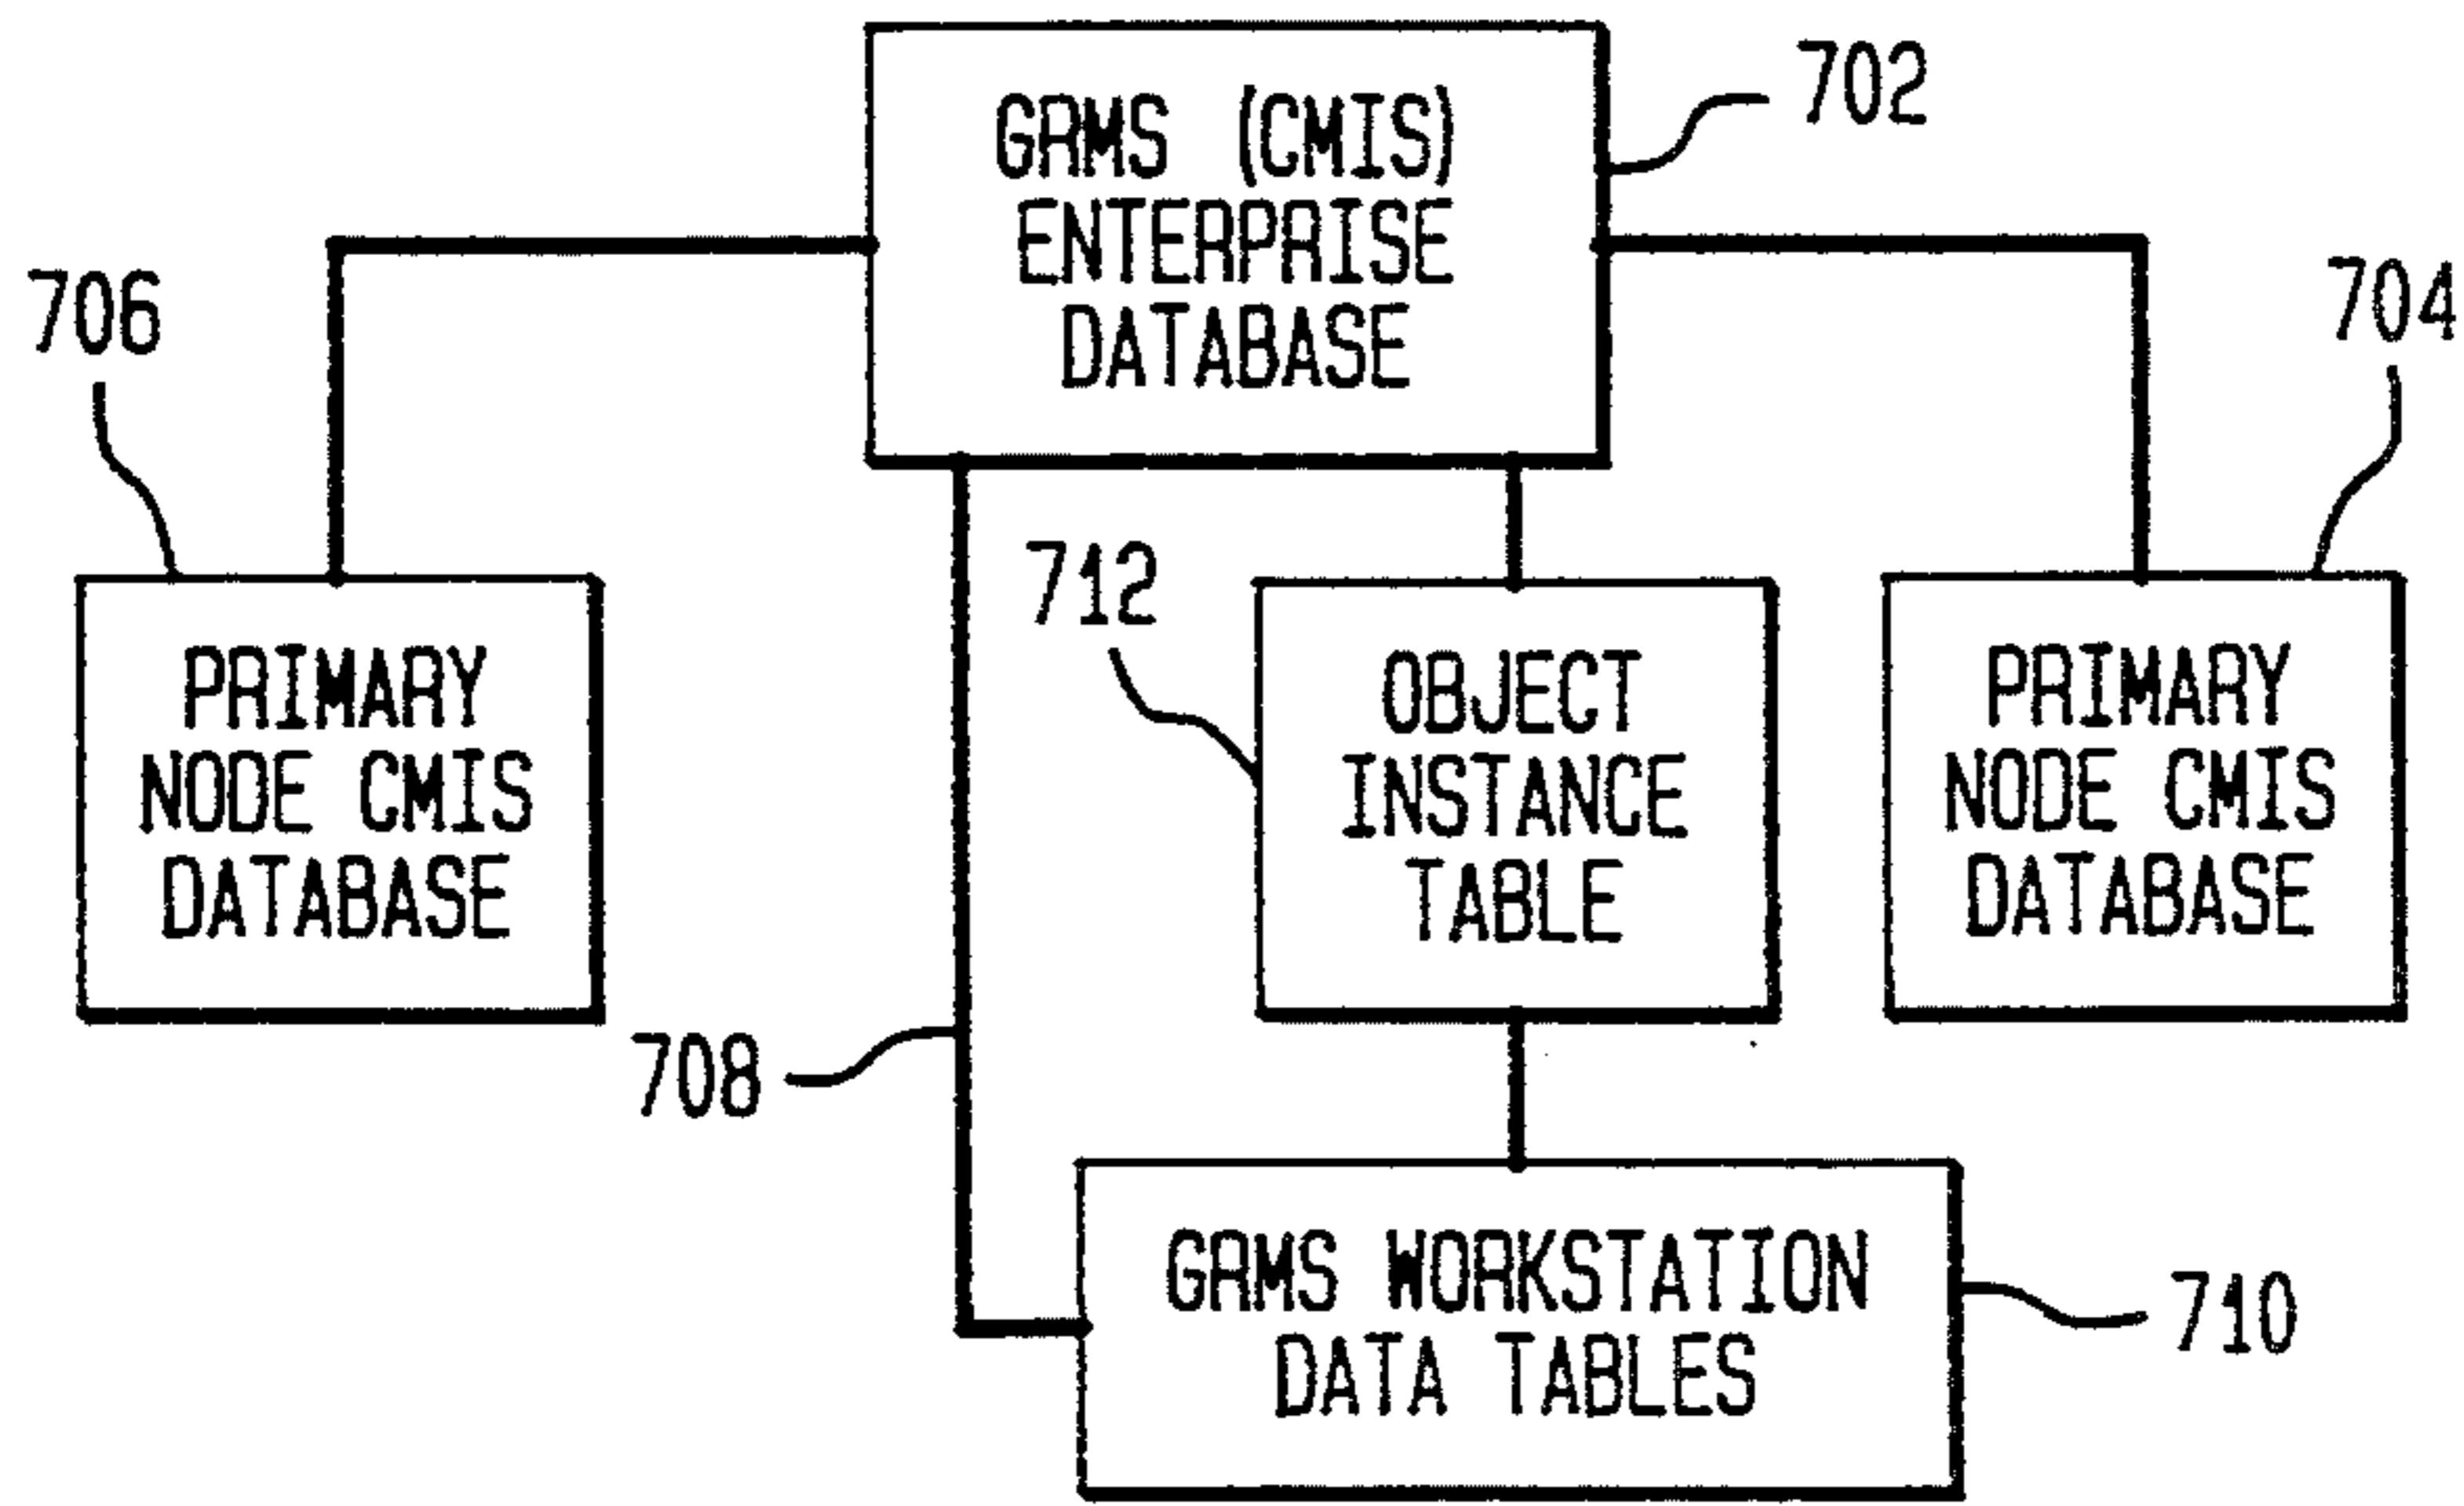 702
GRMS (CMIS)
ENTERPRISE
DATABASE
706
704
712
PRIMARY
NODE CMIS
DATABASE
OBJECT
INSTANCE
TABLE
PRIMARY
NODE CMIS
DATABASE
708
GRMS WORKSTATION
DATA TABLES
710